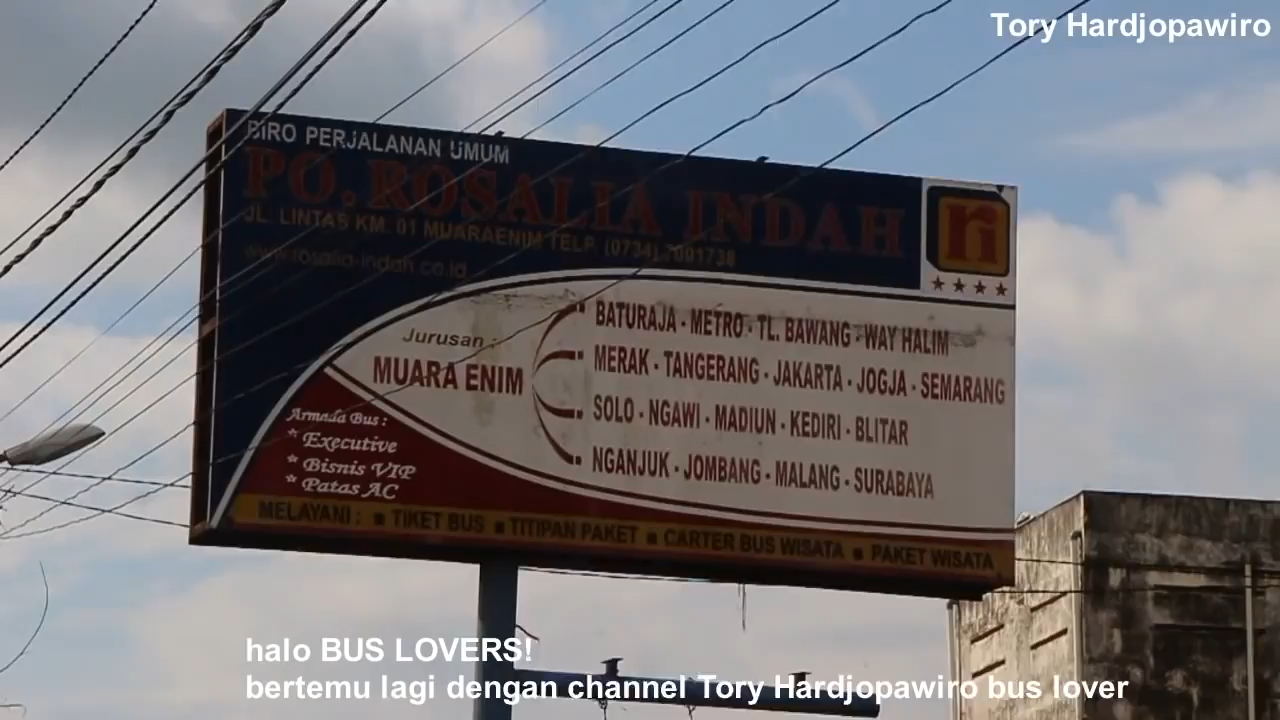 Tory Hardjopawiro
BIRO PERJALANAN UMUM
PO. ROSALIA INDAH
JL. LINTAS KM. 01 MUARAENIM TELP. (0734) 7001738
www.rosalia-indah.co.id
ri
Jurusan :
MUARA ENIM
BATURAJA - METRO - TL. BAWANG - WAY HALIM
MERAK - TANGERANG - JAKARTA - JOGJA - SEMARANG
SOLO - NGAWI - MADIUN - KEDIRI - BLITAR
NGANJUK - JOMBANG - MALANG - SURABAYA
Armada Bus :
* Executive
* Bisnis VIP
* Patas AC
MELAYANI : ■ TIKET BUS ■ TITIPAN PAKET ■ CARTER BUS WISATA ■ PAKET WISATA
halo BUS LOVERS!
bertemu lagi dengan channel Tory Hardjopawiro bus lover